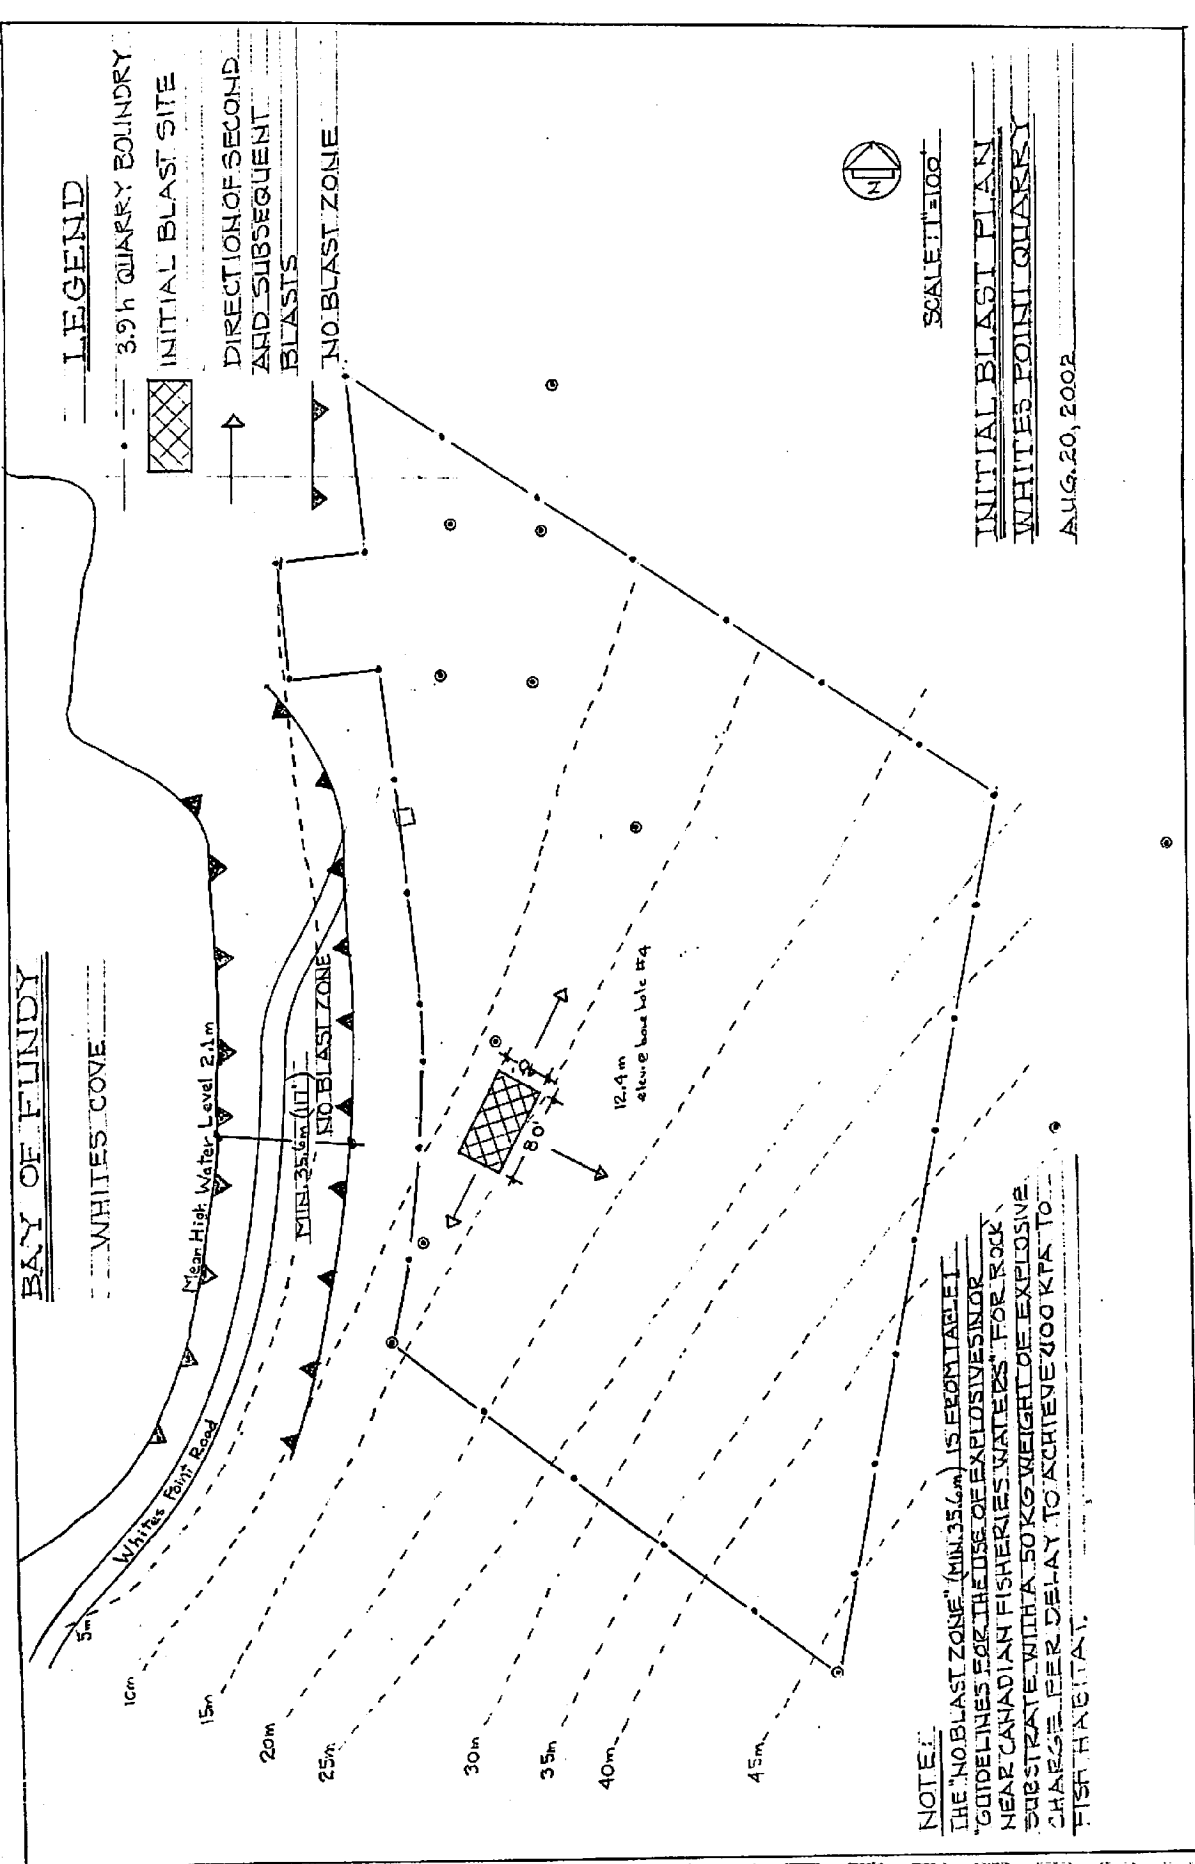 BAY OF FUNDY
WHITES COVE
LEGEND
3.9 h QUARRY BOUNDRY
INITIAL BLAST SITE
DIRECTION OF SECOND
AND SUBSEQUENT
BLASTS
NO BLAST ZONE
Mean High Water Level 2.1m
MIN. 35.6m (117')
NO BLAST ZONE
Whites Point Road
5m
10m
15m
20m
25m
30m
35m
40m
45m
80'
12.4 m
elev. @ bore hole #4
N
SCALE: 1"=100'
INITIAL BLAST PLAN
WHITES POINT QUARRY
AUG. 20, 2002
NOTE:
THE "NO BLAST ZONE" (MIN. 35.6m) IS FROM TABLE 1
"GUIDELINES FOR THE USE OF EXPLOSIVES IN OR
NEAR CANADIAN FISHERIES WATERS" FOR ROCK
SUBSTRATE WITH A 50 KG WEIGHT OF EXPLOSIVE
CHARGE PER DELAY TO ACHIEVE 100 KPA TO
FISH HABITAT.